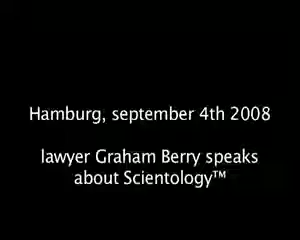 Hamburg, september 4th 2008
lawyer Graham Berry speaks
about Scientology™